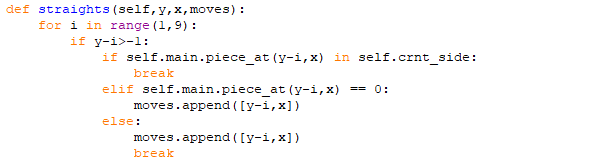 def straights(self,y,x,moves):
    for i in range(1,9):
        if y-i>-1:
            if self.main.piece_at(y-i,x) in self.crnt_side:
                break
            elif self.main.piece_at(y-i,x) == 0:
                moves.append([y-i,x])
            else:
                moves.append([y-i,x])
                break